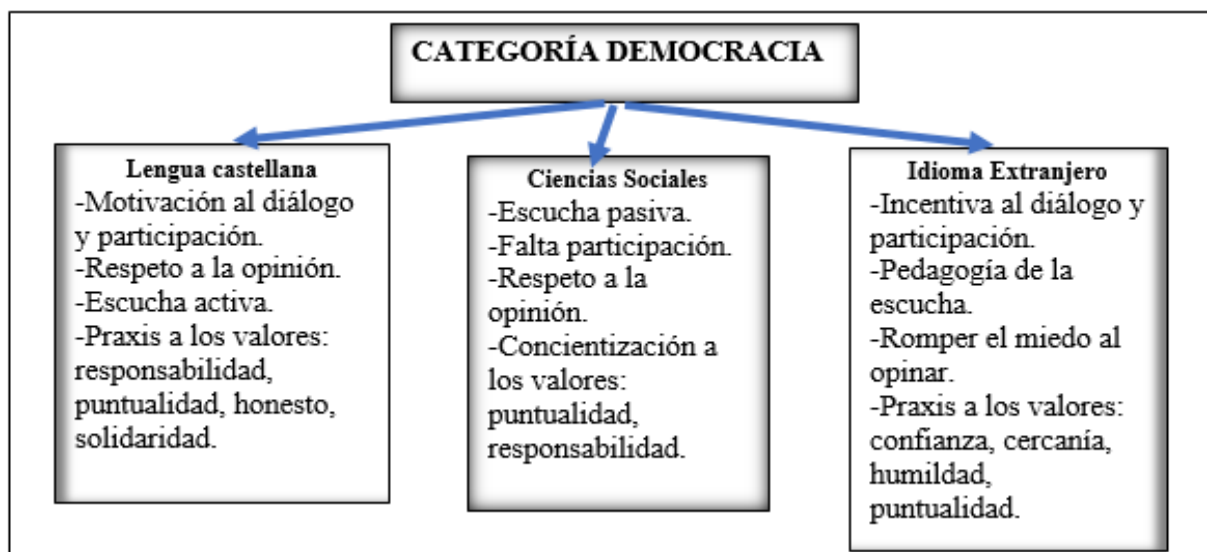 CATEGORÍA DEMOCRACIA
Lengua castellana
-Motivación al diálogo
y participación.
-Respeto a la opinión.
-Escucha activa.
-Praxis a los valores:
responsabilidad,
puntualidad, honesto,
solidaridad.
Ciencias Sociales
-Escucha pasiva.
-Falta participación.
-Respeto a la
opinión.
-Concientización a
los valores:
puntualidad,
responsabilidad.
Idioma Extranjero
-Incentiva al diálogo y
participación.
-Pedagogía de la
escucha.
-Romper el miedo al
opinar.
-Praxis a los valores:
confianza, cercanía,
humildad,
puntualidad.